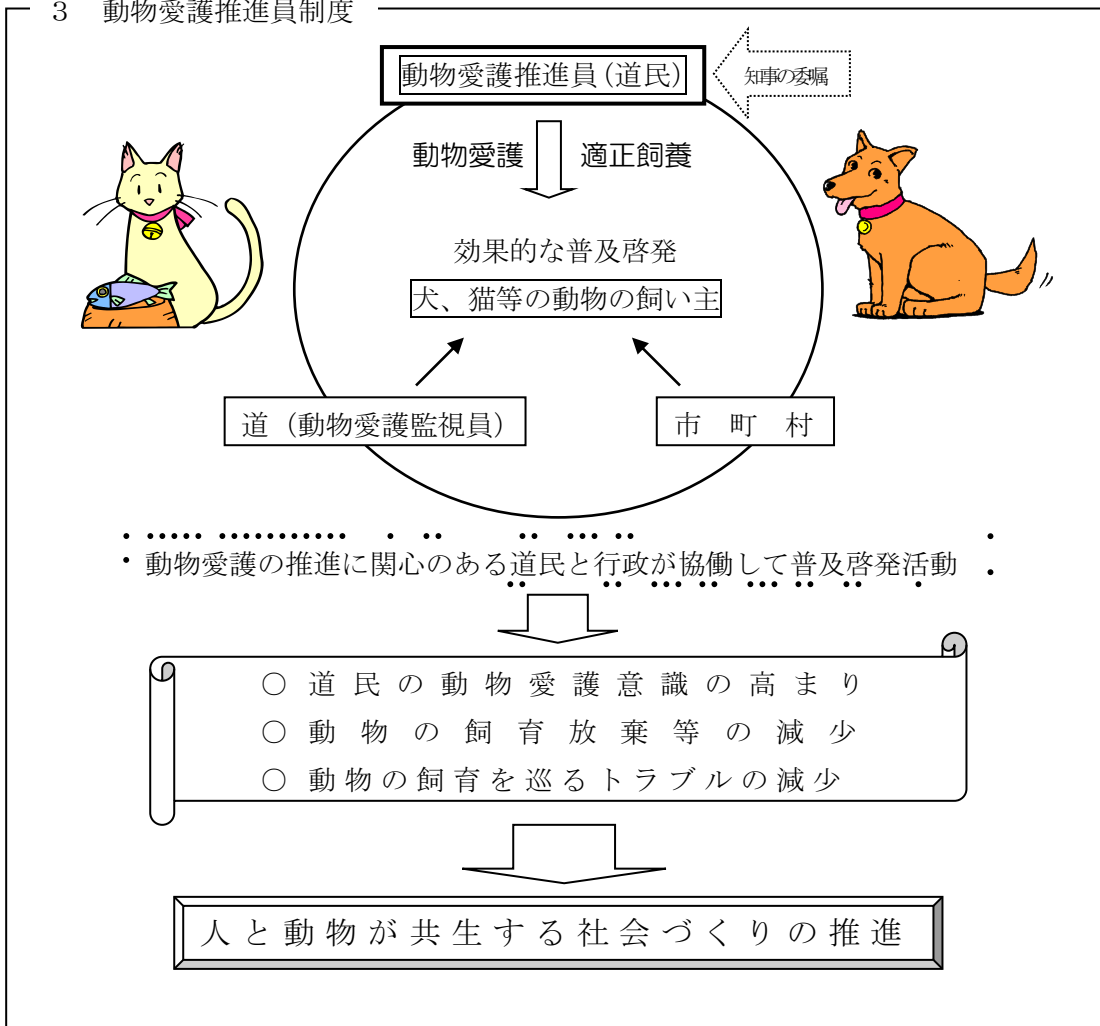 ３　動物愛護推進員制度
動物愛護推進員（道民）
知事の委嘱
動物愛護
適正飼養
効果的な普及啓発
犬、猫等の動物の飼い主
道（動物愛護監視員）
市　町　村
動物愛護の推進に関心のある道民と行政が協働して普及啓発活動
○ 道民の動物愛護意識の高まり
○ 動物の飼育放棄等の減少
○ 動物の飼育を巡るトラブルの減少
人と動物が共生する社会づくりの推進